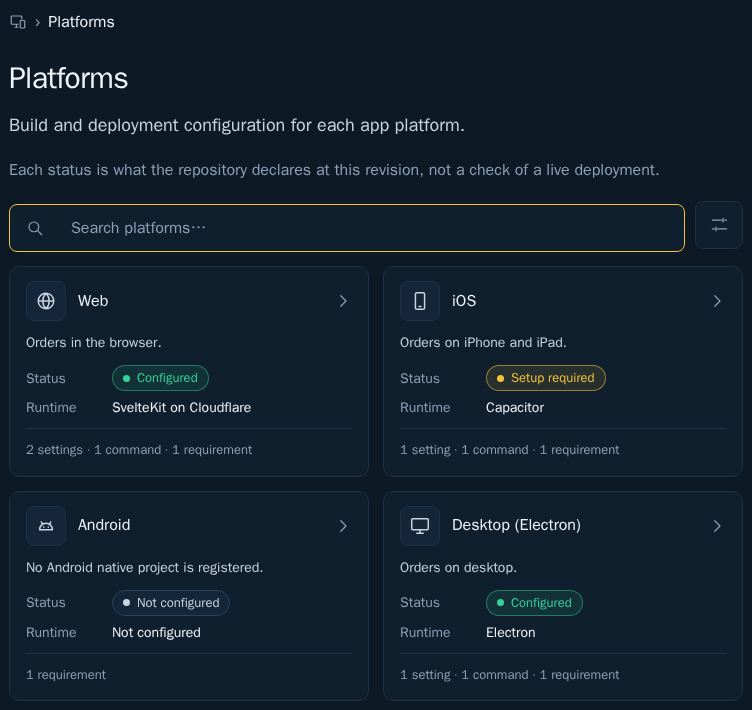 › Platforms
Platforms
Build and deployment configuration for each app platform.
Each status is what the repository declares at this revision, not a check of a live deployment.
Search platforms···
Web
Orders in the browser.
Status Configured
Runtime SvelteKit on Cloudflare
2 settings · 1 command · 1 requirement
iOS
Orders on iPhone and iPad.
Status Setup required
Runtime Capacitor
1 setting · 1 command · 1 requirement
Android
No Android native project is registered.
Status Not configured
Runtime Not configured
1 requirement
Desktop (Electron)
Orders on desktop.
Status Configured
Runtime Electron
1 setting · 1 command · 1 requirement